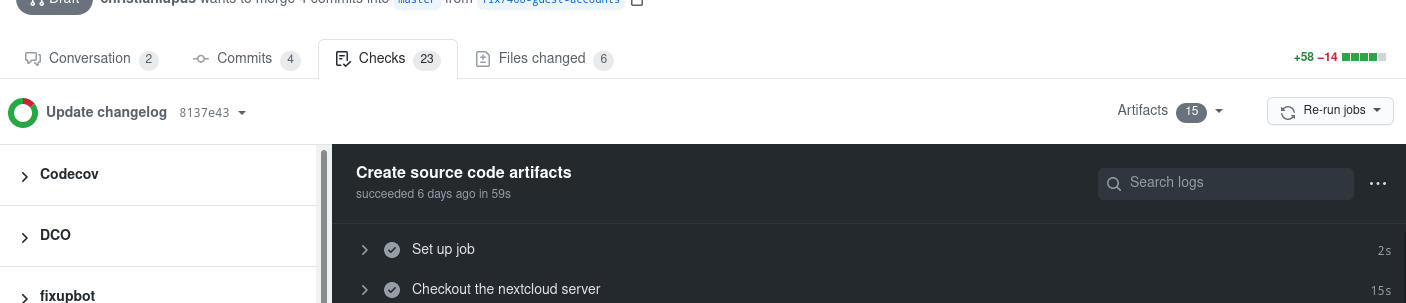 Draft christianlupus wants to merge 4 commits into master from fix/468-guest-accounts
Conversation 2 Commits 4 Checks 23 Files changed 6 +58 −14
Update changelog 8137e43 Artifacts 15 Re-run jobs
Codecov
DCO
fixupbot
Create source code artifacts
succeeded 6 days ago in 59s
Search logs
Set up job 2s
Checkout the nextcloud server 15s